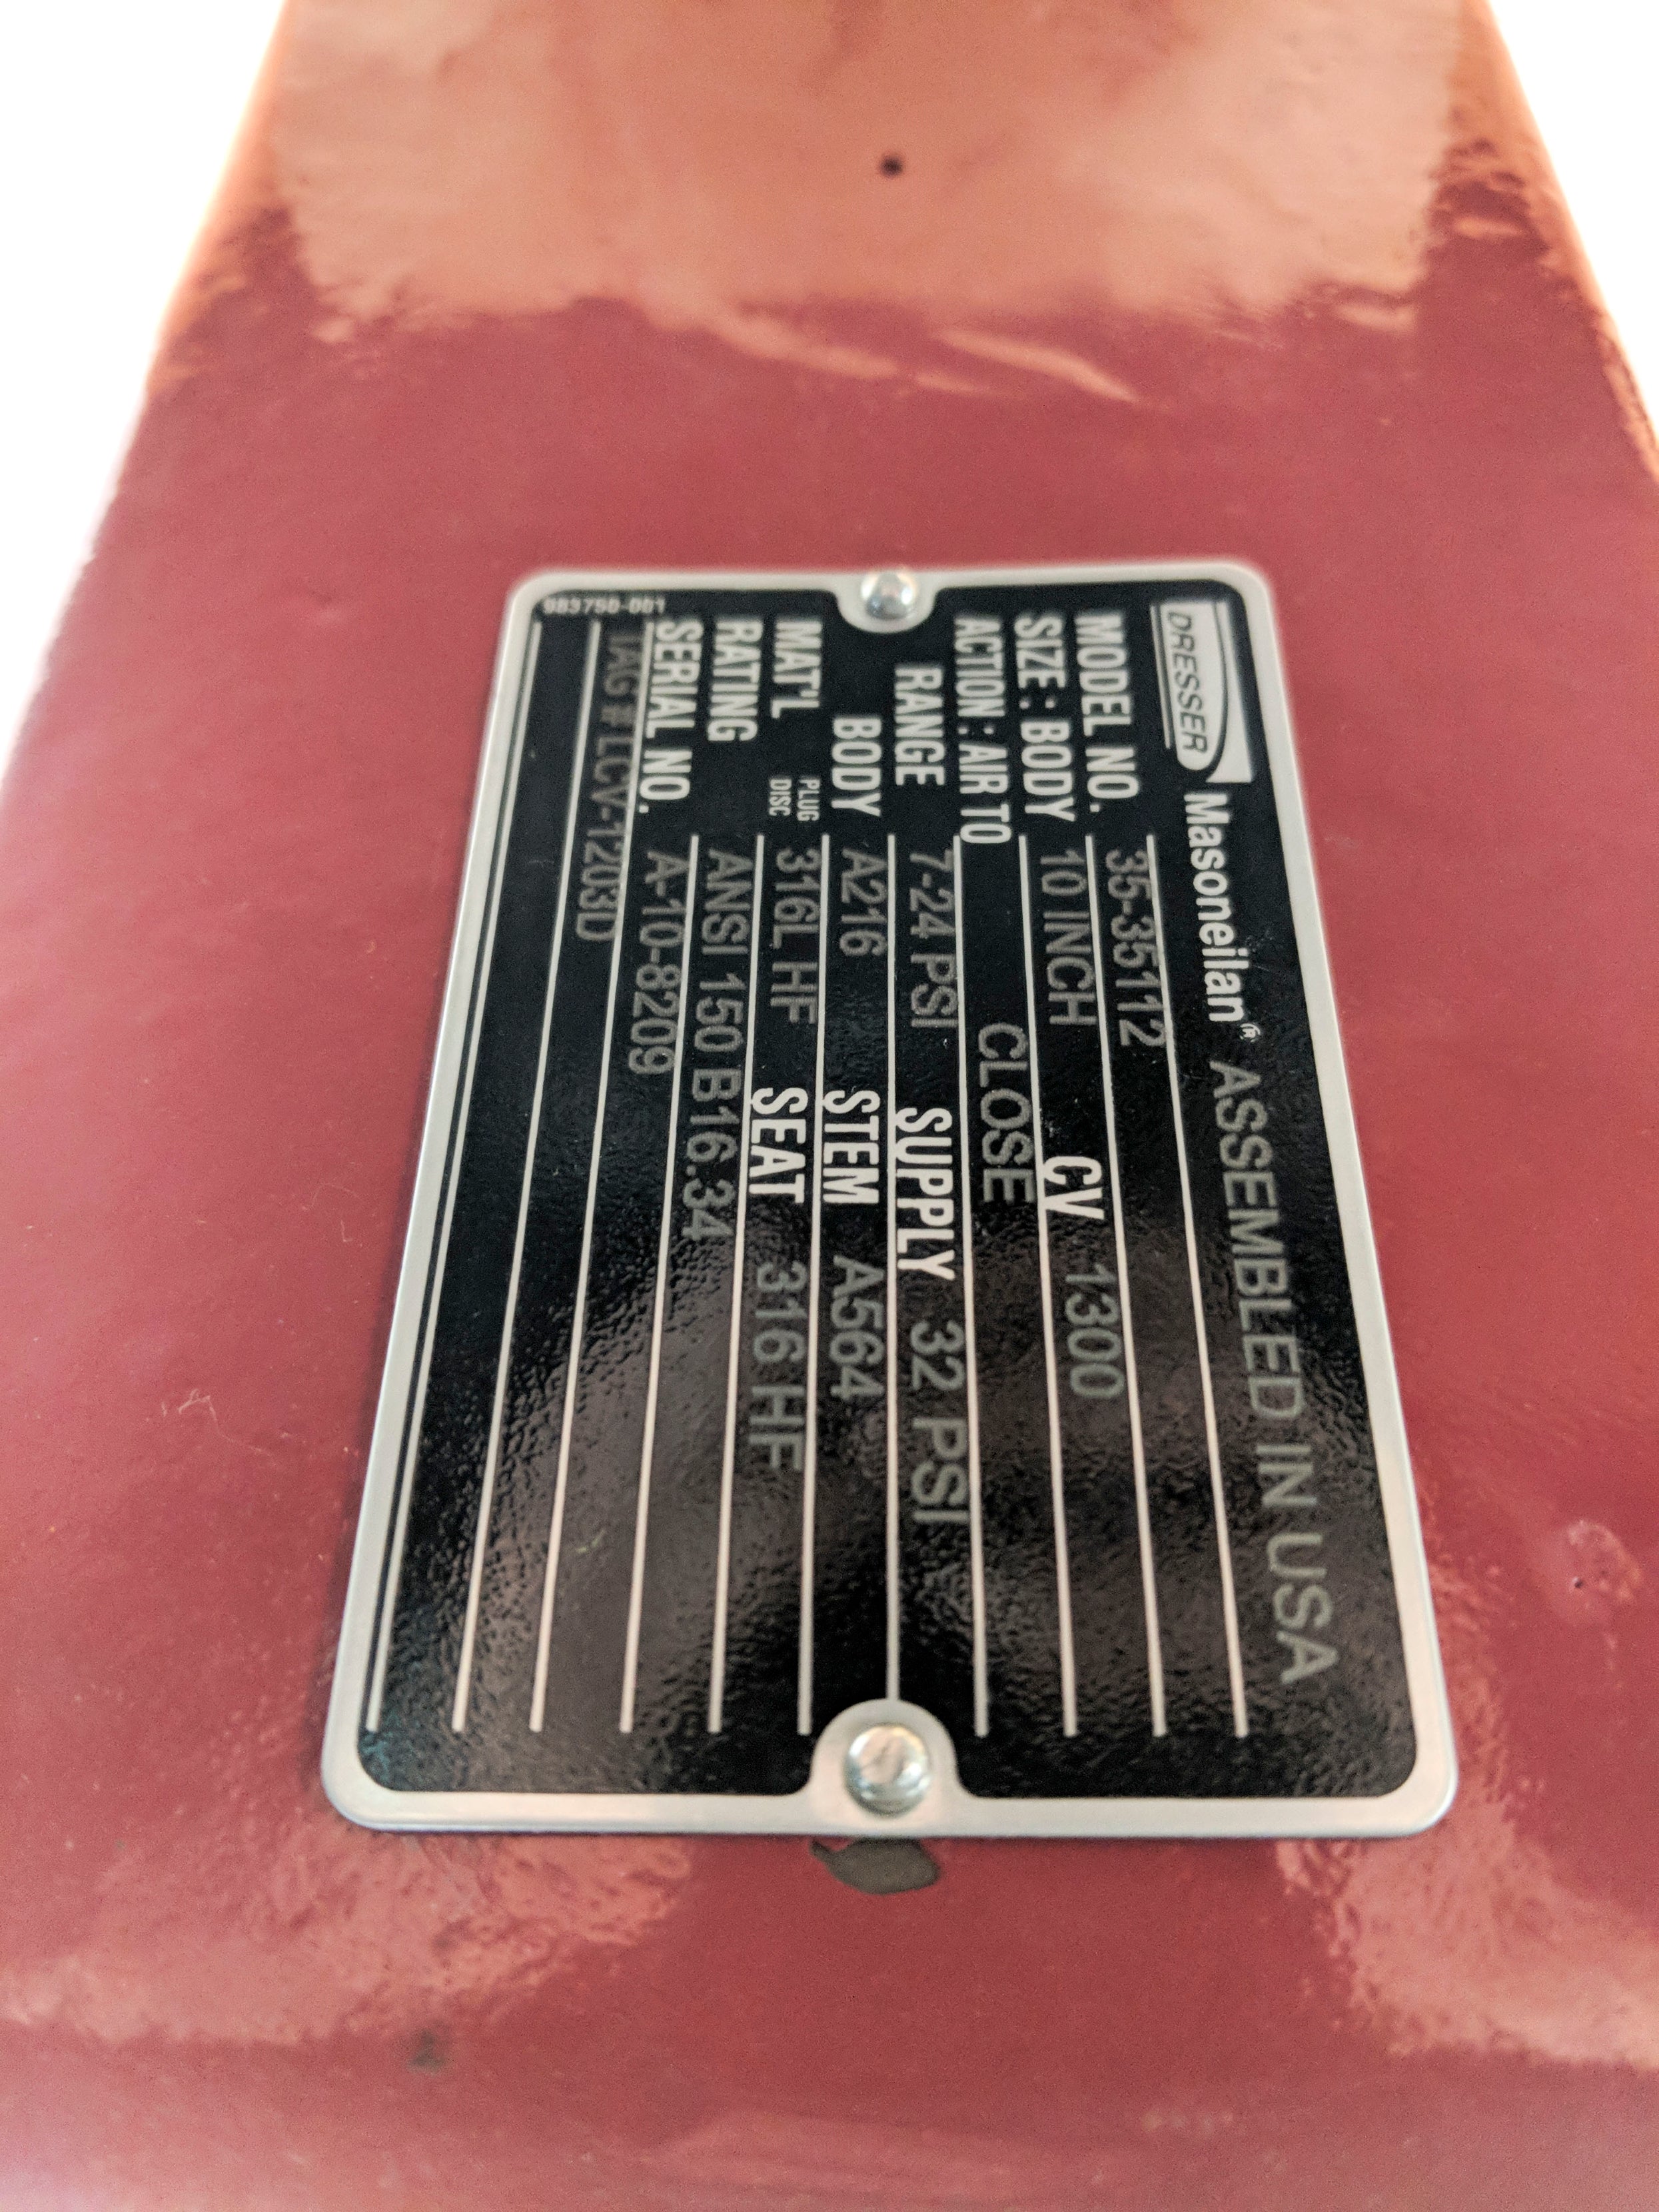 DRESSER Masoneilan® ASSEMBLED IN USA
MODEL NO. 35-35112
SIZE : BODY 10 INCH CV 1300
ACTION : AIR TO CLOSE
RANGE 7-24 PSI SUPPLY 32 PSI
BODY A216 STEM A564
MAT'L PLUG DISC 316L HF SEAT 316 HF
RATING ANSI 150 B16.34
SERIAL NO. A-10-8209
TAG # LCV-1203D
983750-001